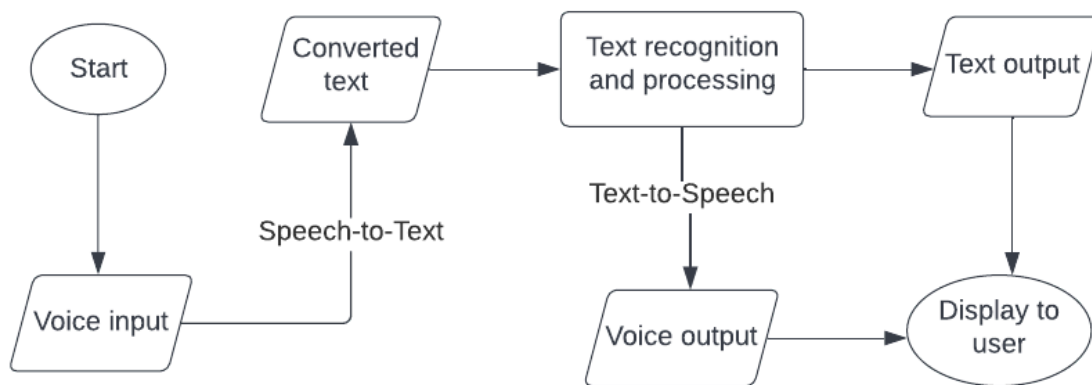 Start
Voice input
Speech-to-Text
Converted
text
Text recognition
and processing
Text output
Text-to-Speech
Voice output
Display to
user